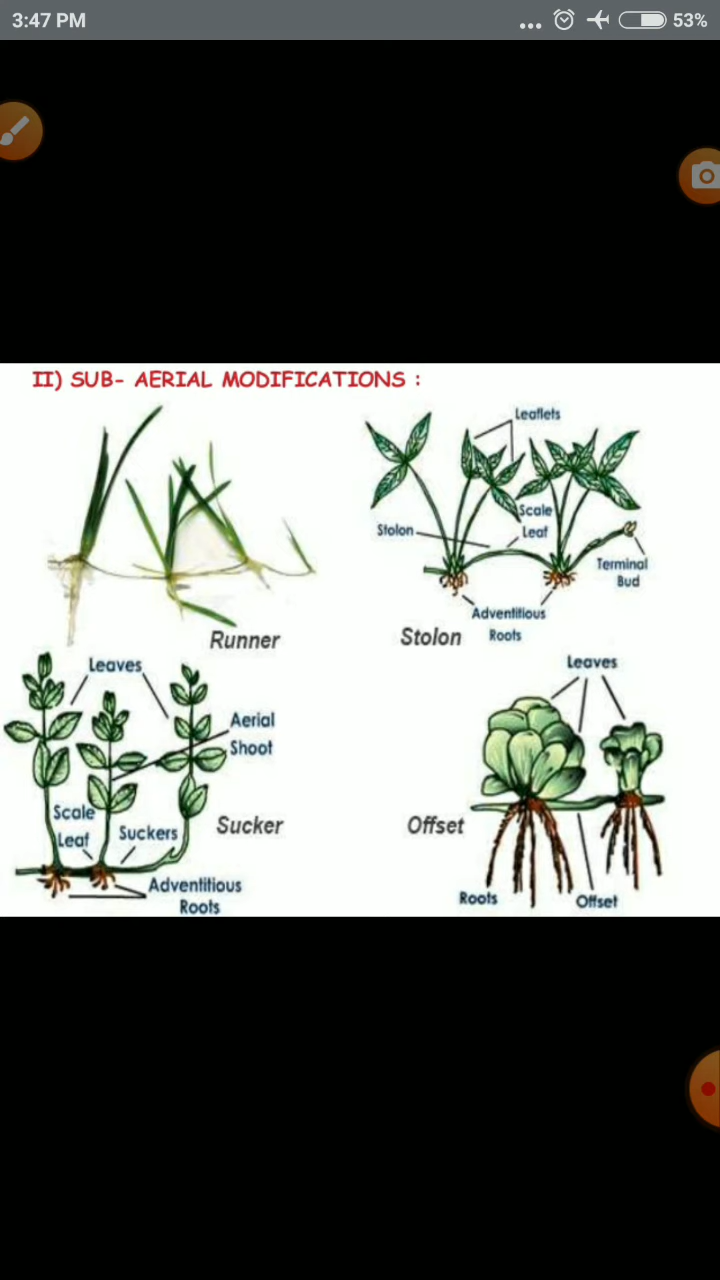 3:47 PM
53%
II) SUB- AERIAL MODIFICATIONS :
Leaflets
Scale
Leaf
Stolon
Terminal
Bud
Adventitious
Roots
Runner
Stolon
Leaves
Aerial
Shoot
Scale
Leaf
Suckers
Sucker
Adventitious
Roots
Leaves
Offset
Roots
Offset